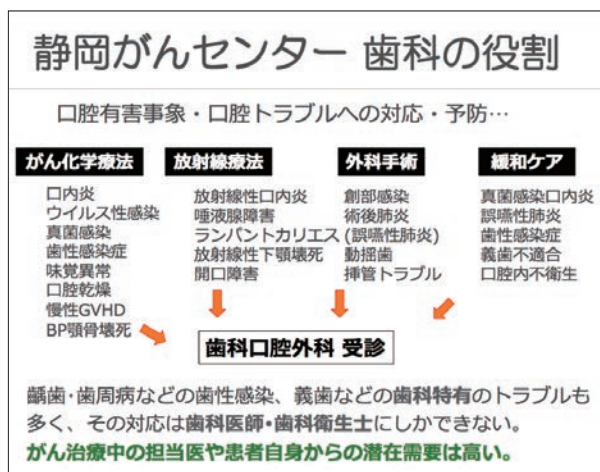 静岡がんセンター 歯科の役割
口腔有害事象・口腔トラブルへの対応・予防…
がん化学療法
口内炎
ウイルス性感染
真菌感染
歯性感染症
味覚異常
口腔乾燥
慢性GVHD
BP顎骨壊死
放射線療法
放射線性口内炎
唾液腺障害
ランパントカリエス
放射線性下顎壊死
開口障害
外科手術
創部感染
術後肺炎
(誤嚥性肺炎)
動揺歯
挿管トラブル
緩和ケア
真菌感染口内炎
誤嚥性肺炎
歯性感染症
義歯不適合
口腔内不衛生
歯科口腔外科 受診
齲歯・歯周病などの歯性感染、義歯などの歯科特有のトラブルも
多く、その対応は歯科医師・歯科衛生士にしかできない。
がん治療中の担当医や患者自身からの潜在需要は高い。